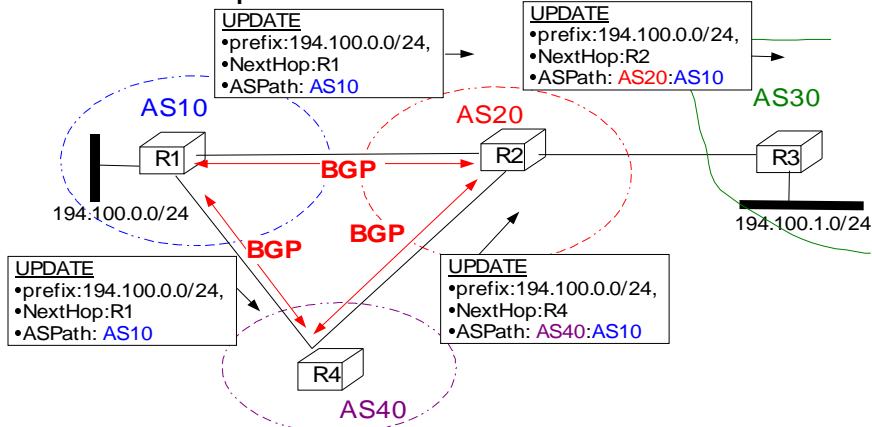 UPDATE
•prefix:194.100.0.0/24,
•NextHop:R1
•ASPath: AS10
UPDATE
•prefix:194.100.0.0/24,
•NextHop:R2
•ASPath: AS20:AS10
AS10
AS20
AS30
R1
R2
R3
BGP
194.100.0.0/24
194.100.1.0/24
BGP
BGP
UPDATE
•prefix:194.100.0.0/24,
•NextHop:R1
•ASPath: AS10
UPDATE
•prefix:194.100.0.0/24,
•NextHop:R4
•ASPath: AS40:AS10
R4
AS40